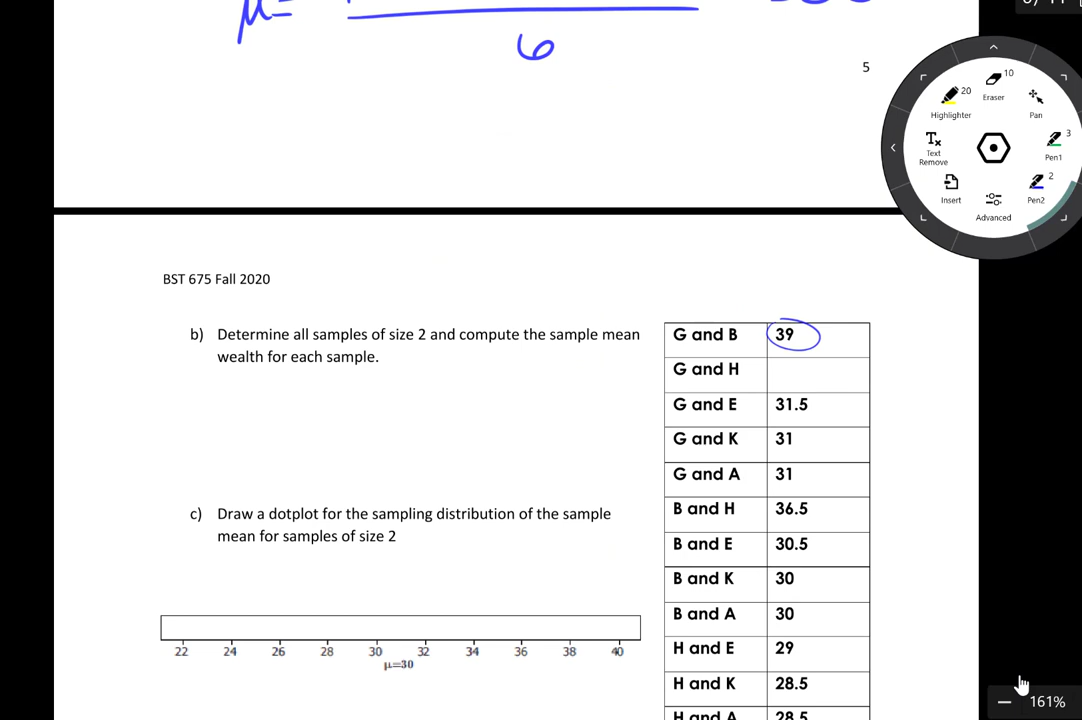 μ=
6
5
10
Eraser
20
Highlighter
Pan
Text
Remove
3
Pen1
Insert
2
Pen2
Advanced
BST 675 Fall 2020
b) Determine all samples of size 2 and compute the sample mean
wealth for each sample.
G and B 39
G and H
G and E 31.5
G and K 31
G and A 31
B and H 36.5
B and E 30.5
B and K 30
B and A 30
H and E 29
H and K 28.5
H and A 28.5
c) Draw a dotplot for the sampling distribution of the sample
mean for samples of size 2
22 24 26 28 30 32 34 36 38 40
μ=30
161%